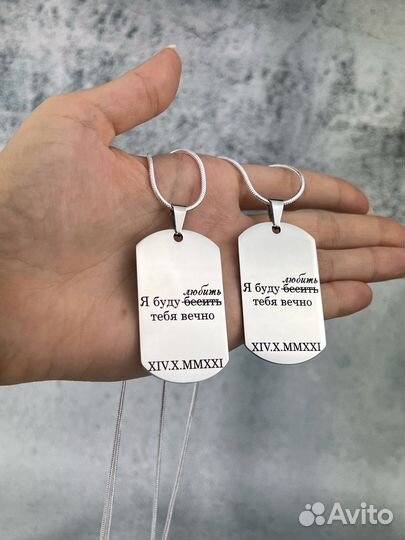 любить
Я буду бесить
тебя вечно
XIV.X.MMXXI
любить
Я буду бесить
тебя вечно
XIV.X.MMXXI
Avito